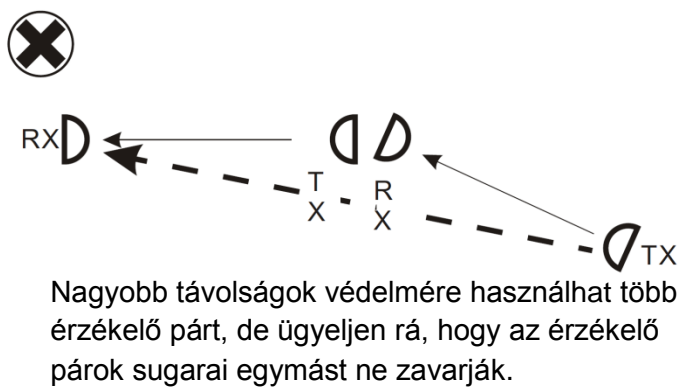 RX
T
X
R
X
TX
Nagyobb távolságok védelmére használhat több
érzékelő párt, de ügyeljen rá, hogy az érzékelő
párok sugarai egymást ne zavarják.